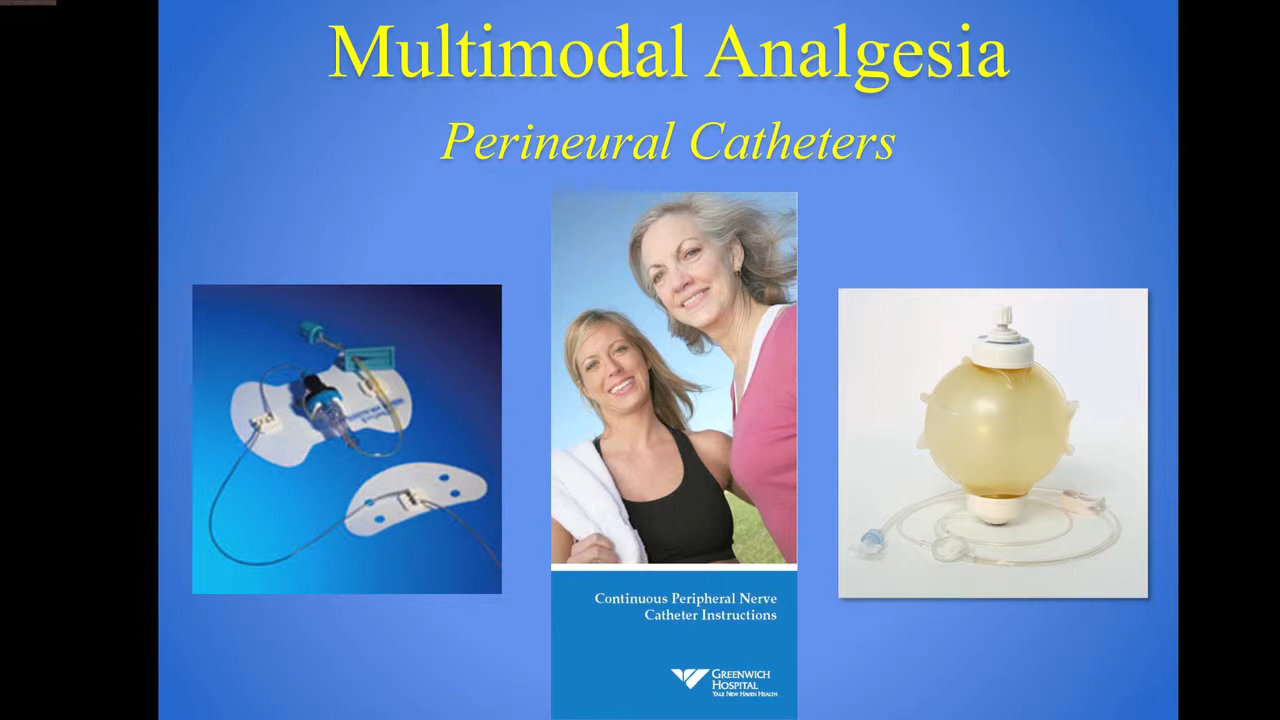 Multimodal Analgesia
Perineural Catheters
Continuous Peripheral Nerve
Catheter Instructions
GREENWICH
HOSPITAL
YALE NEW HAVEN HEALTH